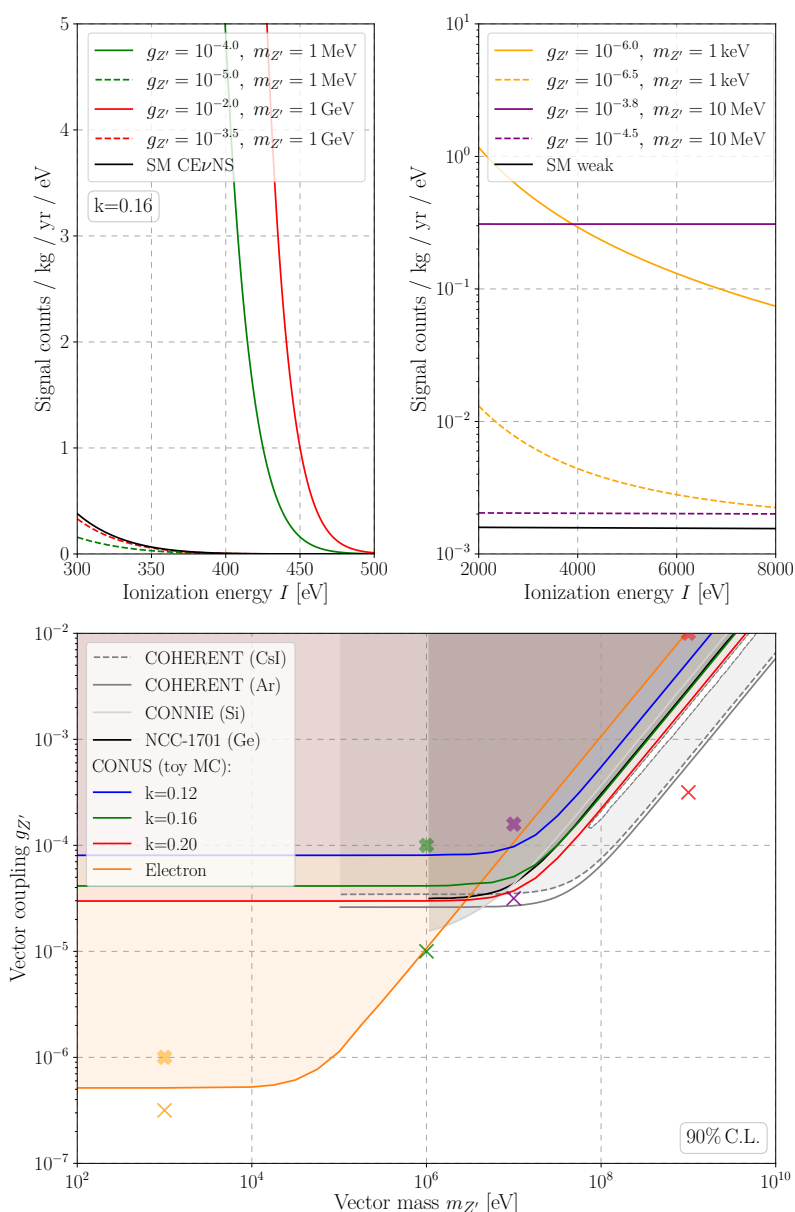 Signal counts / kg / yr / eV
5
4
3
2
1
0
g_{Z'} = 10^{-4.0}, m_{Z'} = 1 MeV
g_{Z'} = 10^{-5.0}, m_{Z'} = 1 MeV
g_{Z'} = 10^{-2.0}, m_{Z'} = 1 GeV
g_{Z'} = 10^{-3.5}, m_{Z'} = 1 GeV
SM CEνNS
k=0.16
300 350 400 450 500
Ionization energy I [eV]
Signal counts / kg / yr / eV
10^1
10^0
10^{-1}
10^{-2}
10^{-3}
g_{Z'} = 10^{-6.0}, m_{Z'} = 1 keV
g_{Z'} = 10^{-6.5}, m_{Z'} = 1 keV
g_{Z'} = 10^{-3.8}, m_{Z'} = 10 MeV
g_{Z'} = 10^{-4.5}, m_{Z'} = 10 MeV
SM weak
2000 4000 6000 8000
Ionization energy I [eV]
Vector coupling g_{Z'}
10^{-2}
10^{-3}
10^{-4}
10^{-5}
10^{-6}
10^{-7}
COHERENT (CsI)
COHERENT (Ar)
CONNIE (Si)
NCC-1701 (Ge)
CONUS (toy MC):
k=0.12
k=0.16
k=0.20
Electron
90% C.L.
10^2 10^4 10^6 10^8 10^{10}
Vector mass m_{Z'} [eV]